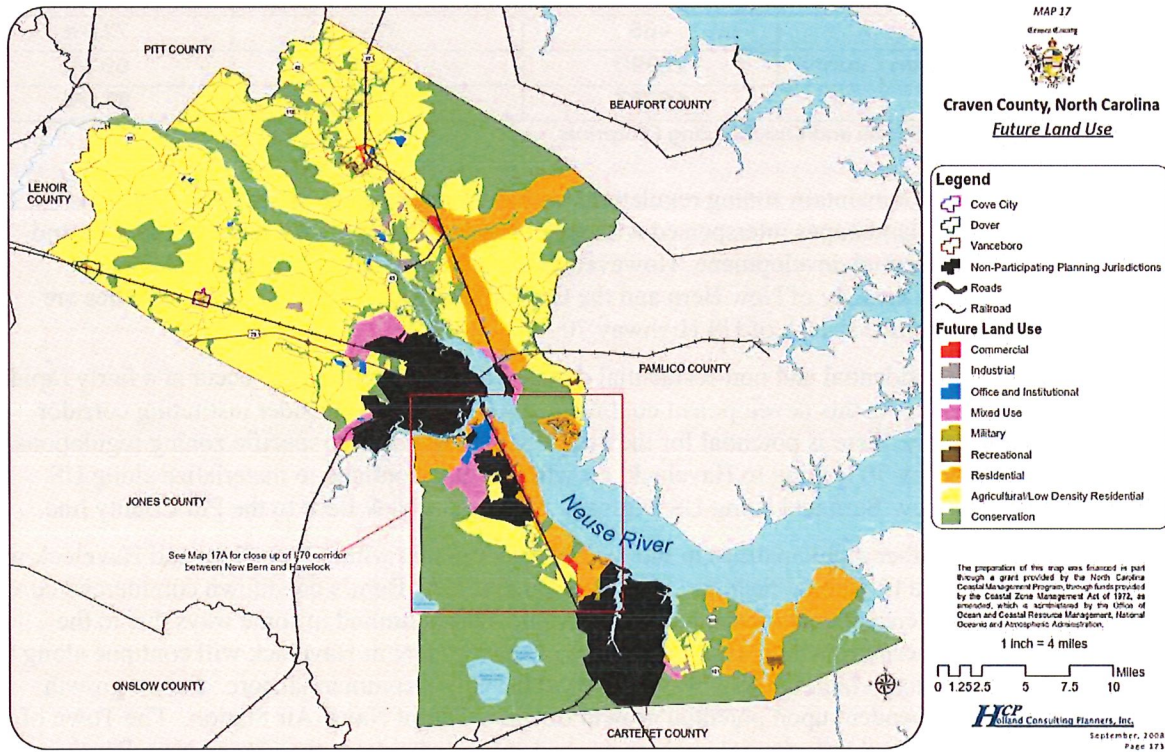 MAP 17
Craven County
Craven County, North Carolina
Future Land Use
PITT COUNTY
BEAUFORT COUNTY
LENOIR
COUNTY
PAMLICO COUNTY
JONES COUNTY
Neuse River
See Map 17A for close up of
between New Bern and Havelock
ONSLOW COUNTY
CARTERET COUNTY
Legend
Cove City
Dover
Vanceboro
Non-Participating Planning Jurisdictions
Roads
Railroad
Future Land Use
Commercial
Industrial
Office and Institutional
Mixed Use
Military
Recreational
Residential
Agricultural/Low Density Residential
Conservation
The preparation of this map was financed in part
through a grant provided by the North Carolina
Coastal Management Program, through funds provided
by the Coastal Zone Management Act of 1972, as
amended, which is administered by the Office of
Ocean and Coastal Resource Management, National
Oceanic and Atmospheric Administration.
1 inch = 4 miles
Miles
0 1.25 2.5 5 7.5 10
HCP
Holland Consulting Planners, Inc.
September, 2008